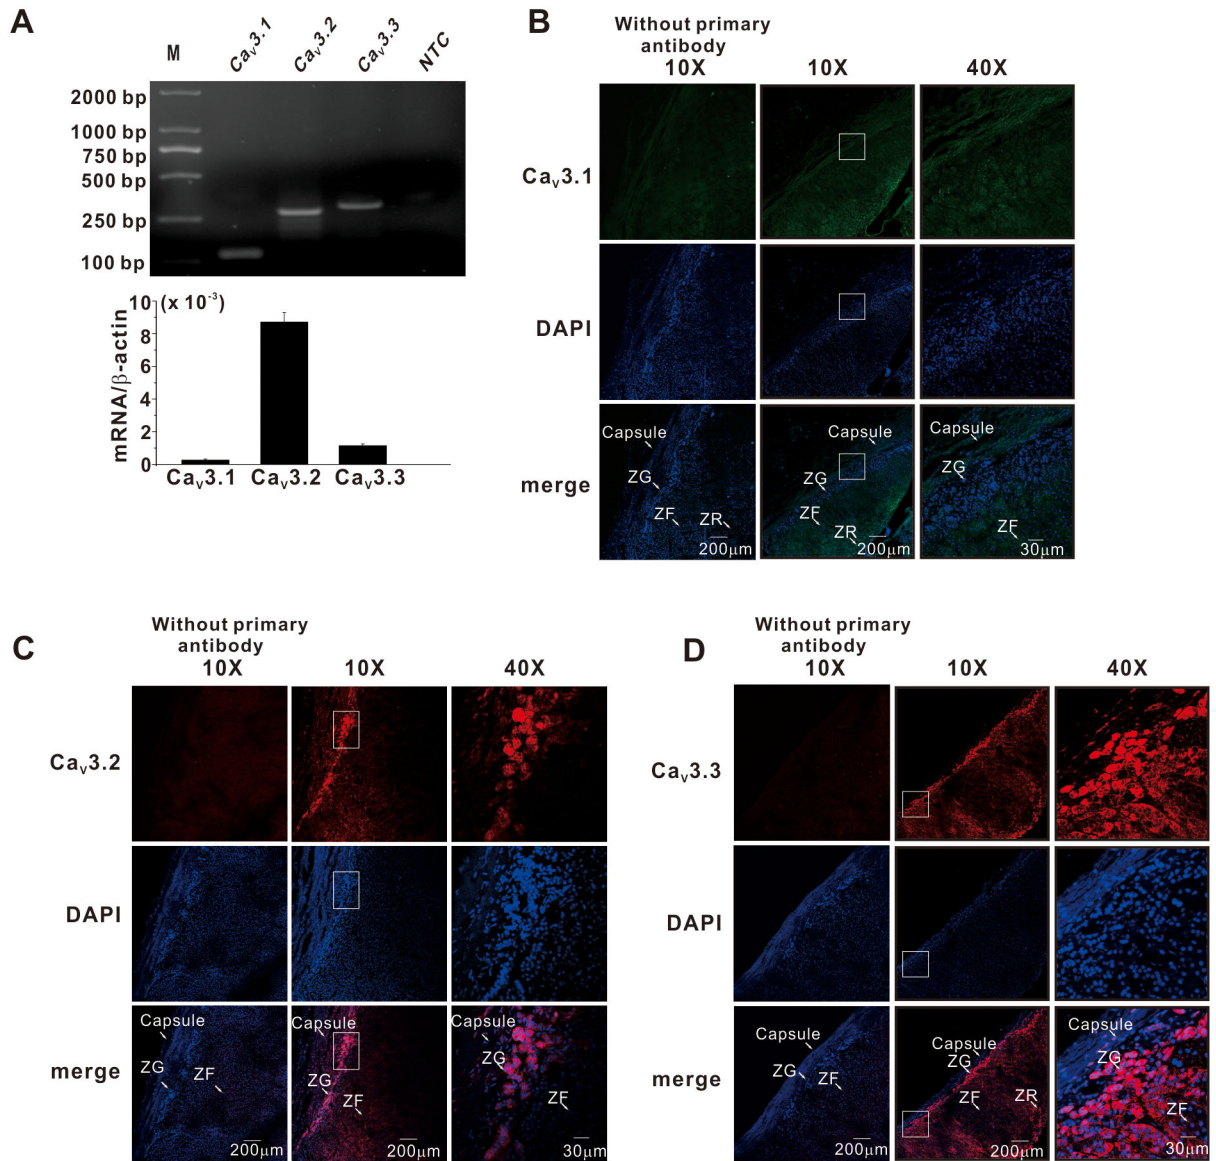 A
M
Cav3.1
Cav3.2
Cav3.3
NTC
2000 bp
1000 bp
750 bp
500 bp
250 bp
100 bp
(x 10⁻³)
10
8
6
4
2
0
mRNA/β-actin
Cav3.1
Cav3.2
Cav3.3
B
Without primary
antibody
10X
10X
40X
Cav3.1
DAPI
merge
Capsule
ZG
ZF
ZR
200μm
Capsule
ZG
ZF
ZR
200μm
Capsule
ZG
ZF
30μm
C
Without primary
antibody
10X
10X
40X
Cav3.2
DAPI
merge
Capsule
ZG
ZF
200μm
Capsule
ZG
ZF
200μm
Capsule
ZG
ZF
30μm
D
Without primary
antibody
10X
10X
40X
Cav3.3
DAPI
merge
Capsule
ZG
ZF
200μm
Capsule
ZG
ZF
ZR
200μm
Capsule
ZG
ZF
30μm